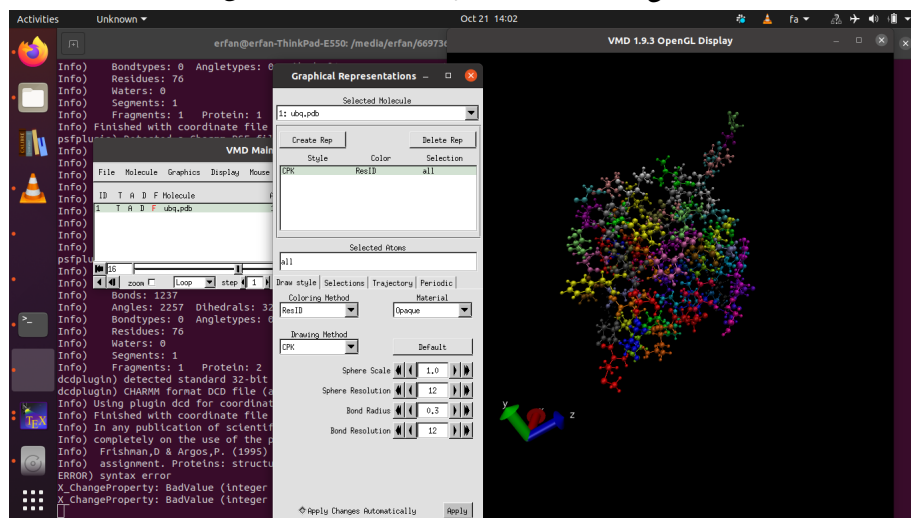 Activities
Unknown
Oct 21 14:02
fa
erfan@erfan-ThinkPad-E550: /media/erfan/66973
VMD 1.9.3 OpenGL Display
Info) Bondtypes: 0 Angletypes: 0
Info) Residues: 76
Info) Waters: 0
Info) Segments: 1
Info) Fragments: 1 Protein: 1
Info) Finished with coordinate file
Info)
Info)
Info)
Info)
Info)
Info)
Info)
Info)
Info)
Info) Bonds: 1237
Info) Angles: 2257 Dihedrals: 32
Info) Bondtypes: 0 Angletypes: 0
Info) Residues: 76
Info) Waters: 0
Info) Segments: 1
Info) Fragments: 1 Protein: 2
dcdplugin) detected standard 32-bit
dcdplugin) CHARMM format DCD file (a
Info) Using plugin dcd for coordinat
Info) Finished with coordinate file
Info) In any publication of scientif
Info) completely on the use of the p
Info) Frishman,D & Argos,P. (1995)
Info) assignment. Proteins: structu
ERROR) syntax error
X_ChangeProperty: BadValue (integer
X_ChangeProperty: BadValue (integer
VMD Main
File Molecule Graphics Display Mouse
ID T A D F Molecule
1 T A D F ubq.pdb
16
zoom Loop step 1
Graphical Representations
Selected Molecule
1: ubq.pdb
Create Rep Delete Rep
Style Color Selection
CPK ResID all
Selected Atoms
all
Draw style Selections Trajectory Periodic
Coloring Method Material
ResID Opaque
Drawing Method
CPK Default
Sphere Scale 1.0
Sphere Resolution 12
Bond Radius 0.3
Bond Resolution 12
Apply Changes Automatically Apply
y
z
CALIBRE
TEX